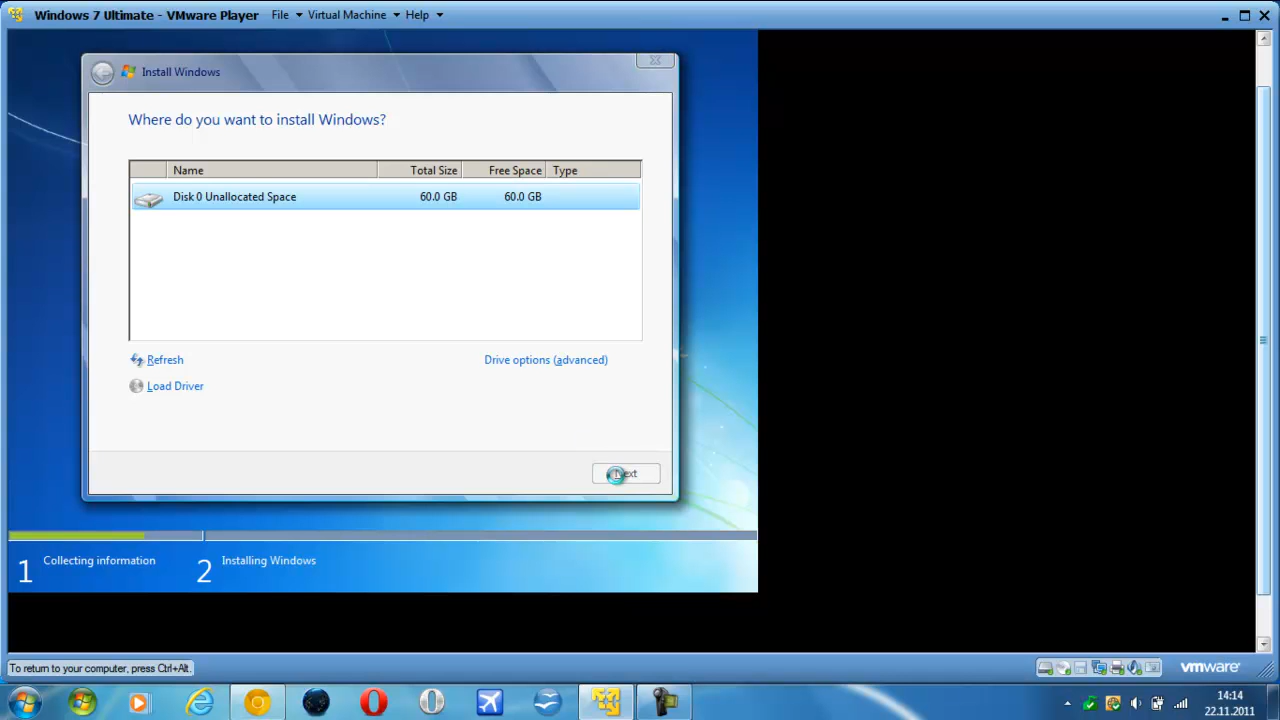 Windows 7 Ultimate - VMware Player File Virtual Machine Help
Install Windows
Where do you want to install Windows?
Name Total Size Free Space Type
Disk 0 Unallocated Space 60.0 GB 60.0 GB
Refresh
Drive options (advanced)
Load Driver
Next
1 Collecting information
2 Installing Windows
To return to your computer, press Ctrl+Alt.
vmware
14:14
22.11.2011